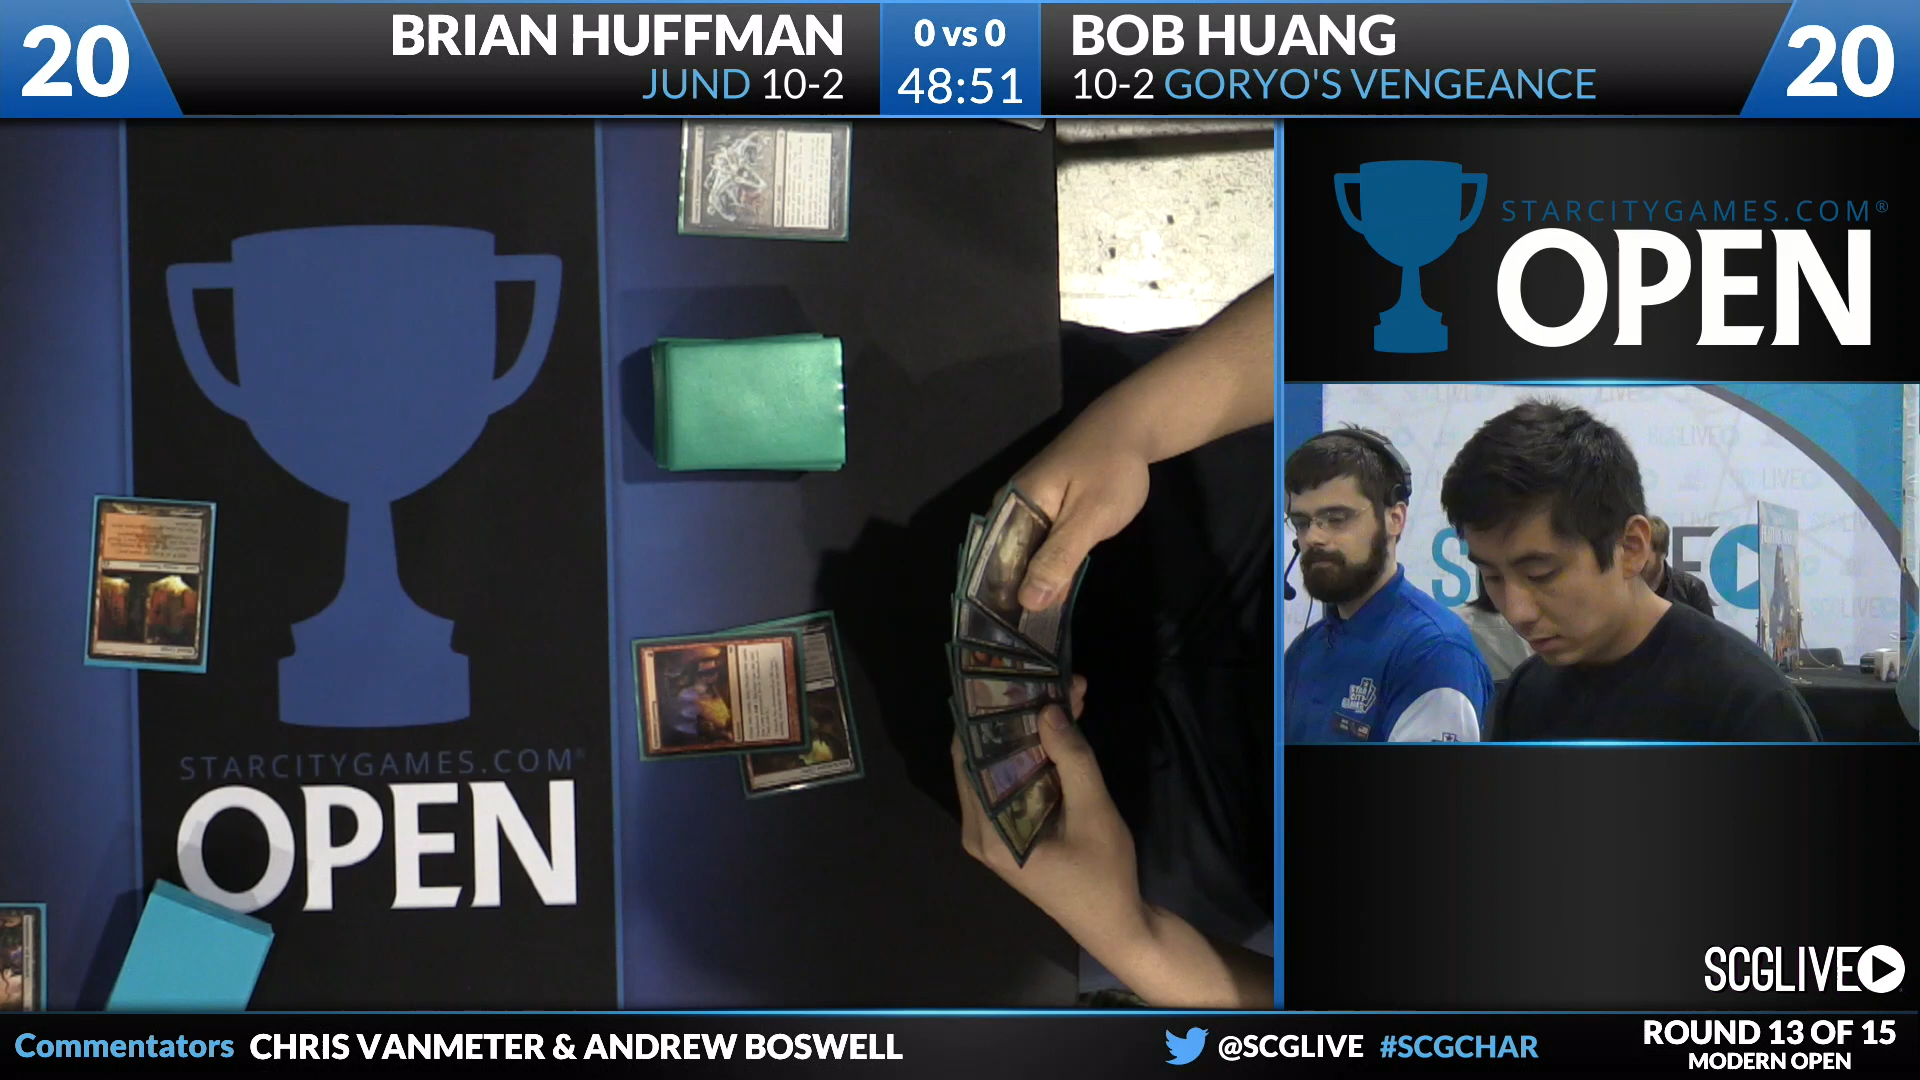 20
BRIAN HUFFMAN
JUND 10-2
0 vs 0
48:51
BOB HUANG
10-2 GORYO'S VENGEANCE
20
STARCITYGAMES.COM®
OPEN
STARCITYGAMES.COM®
OPEN
SCGLIVE
Commentators CHRIS VANMETER & ANDREW BOSWELL
@SCGLIVE #SCGCHAR
ROUND 13 OF 15
MODERN OPEN